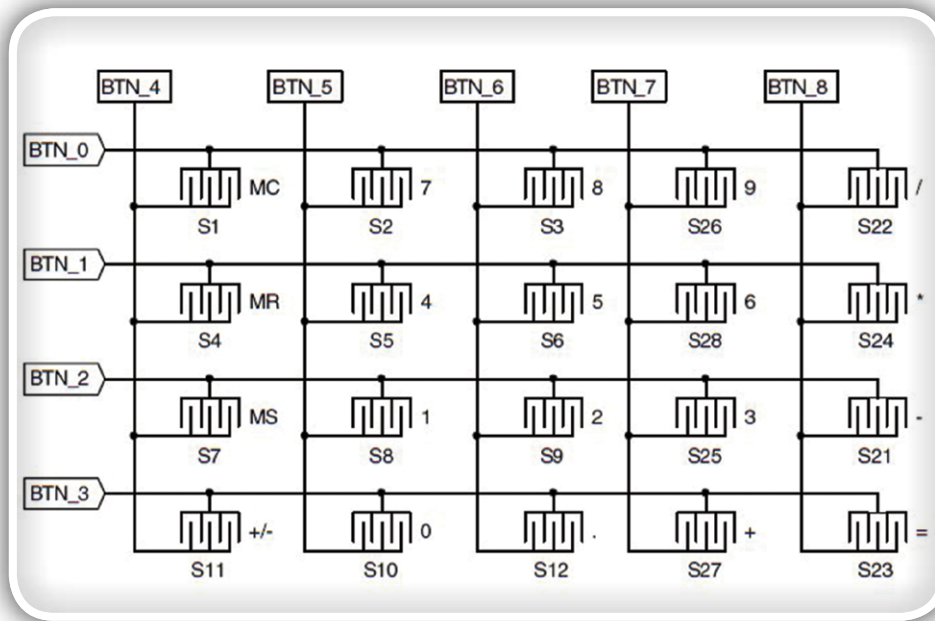 BTN_4 BTN_5 BTN_6 BTN_7 BTN_8
BTN_0
MC 7 8 9 /
S1 S2 S3 S26 S22
BTN_1
MR 4 5 6 *
S4 S5 S6 S28 S24
BTN_2
MS 1 2 3 -
S7 S8 S9 S25 S21
BTN_3
+/- 0 . + =
S11 S10 S12 S27 S23